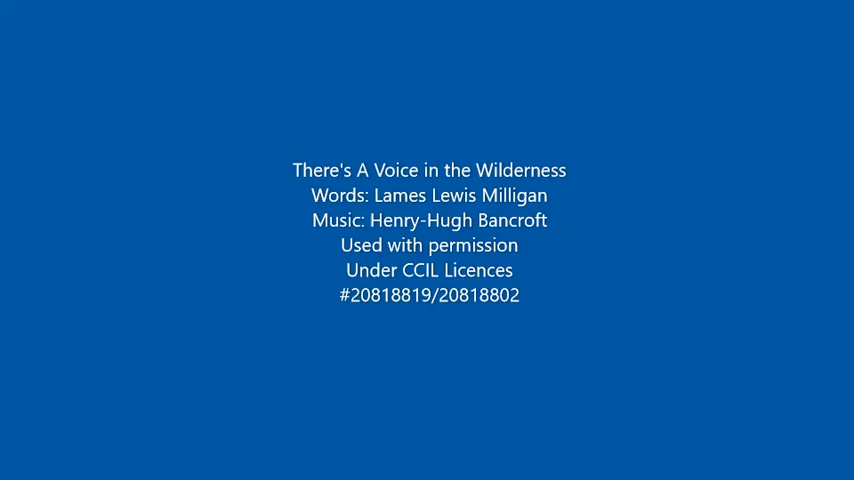 There's A Voice in the Wilderness
Words: Lames Lewis Milligan
Music: Henry-Hugh Bancroft
Used with permission
Under CCIL Licences
#20818819/20818802